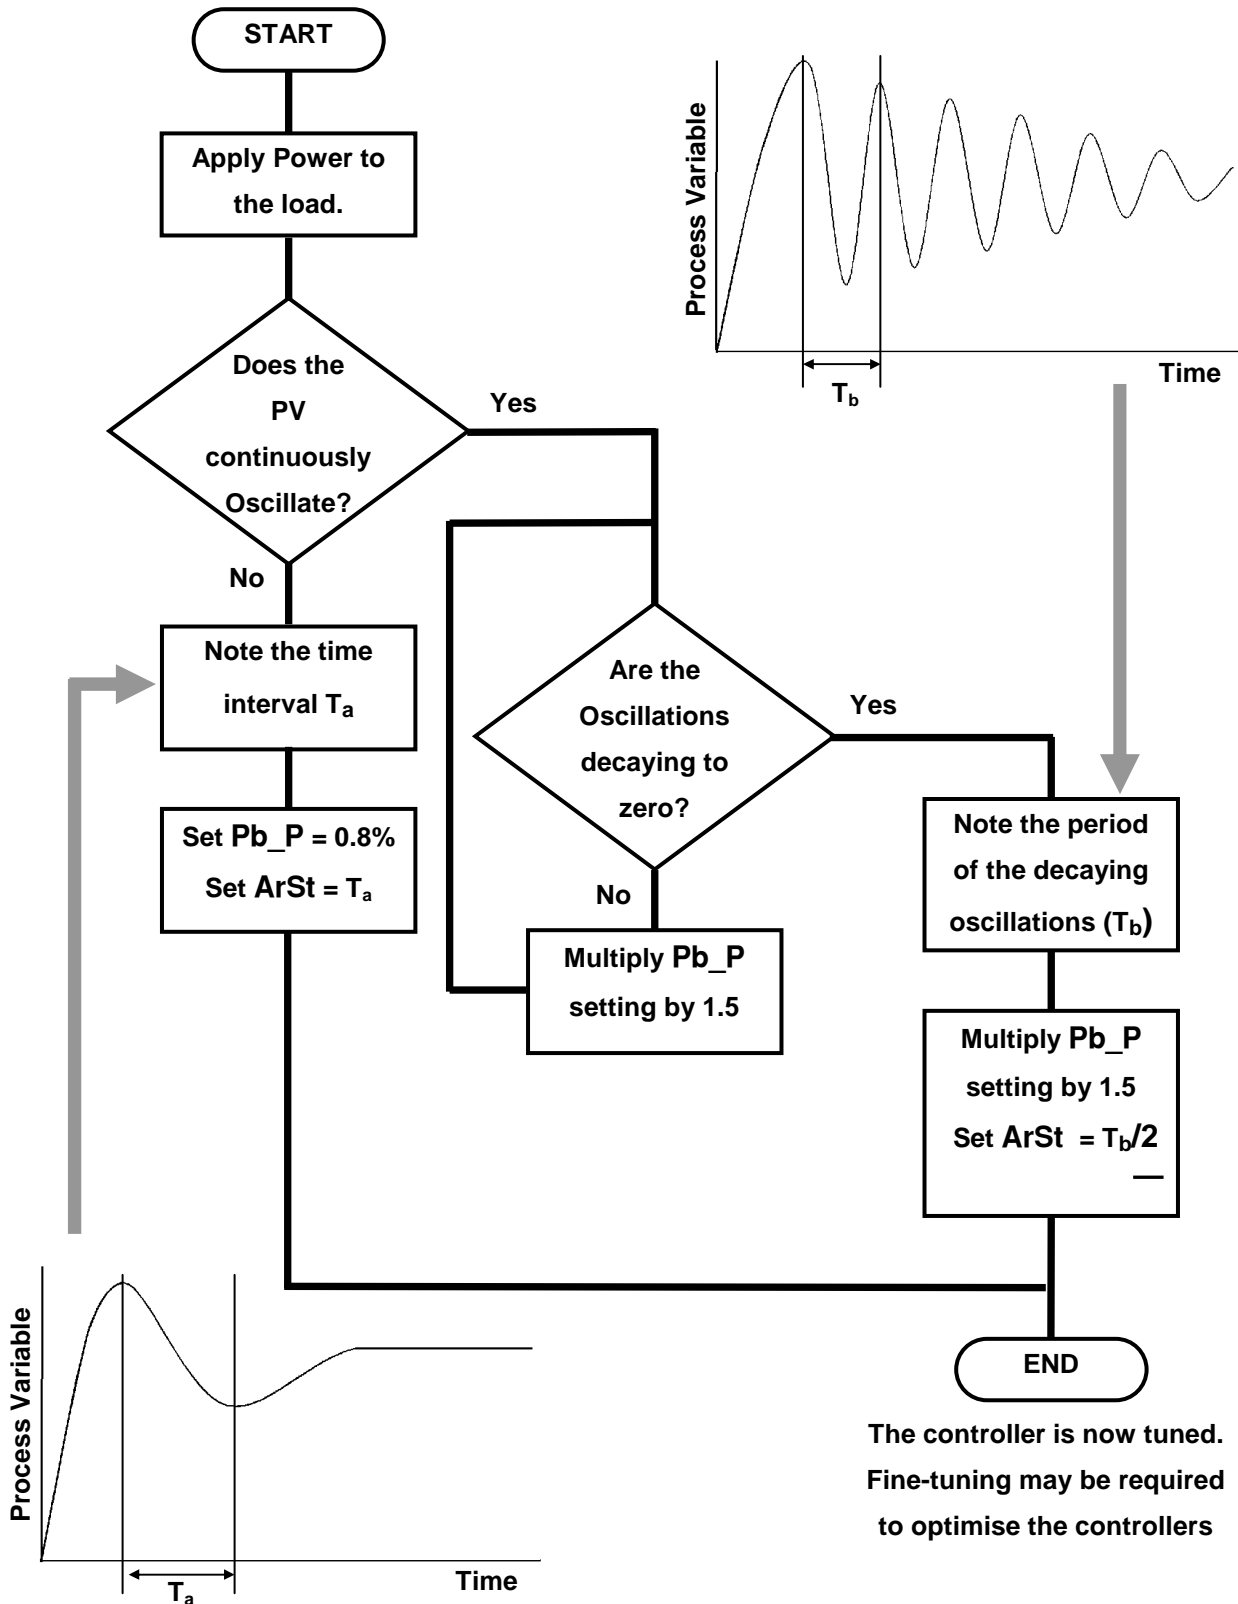 START
Apply Power to
the load.
Does the
PV
continuously
Oscillate?
Yes
No
Note the time
interval Ta
Set Pb_P = 0.8%
Set ArSt = Ta
Are the
Oscillations
decaying to
zero?
Yes
No
Multiply Pb_P
setting by 1.5
Process Variable
Time
Tb
Note the period
of the decaying
oscillations (Tb)
Multiply Pb_P
setting by 1.5
Set ArSt = Tb/2
END
The controller is now tuned.
Fine-tuning may be required
to optimise the controllers
Process Variable
Time
Ta